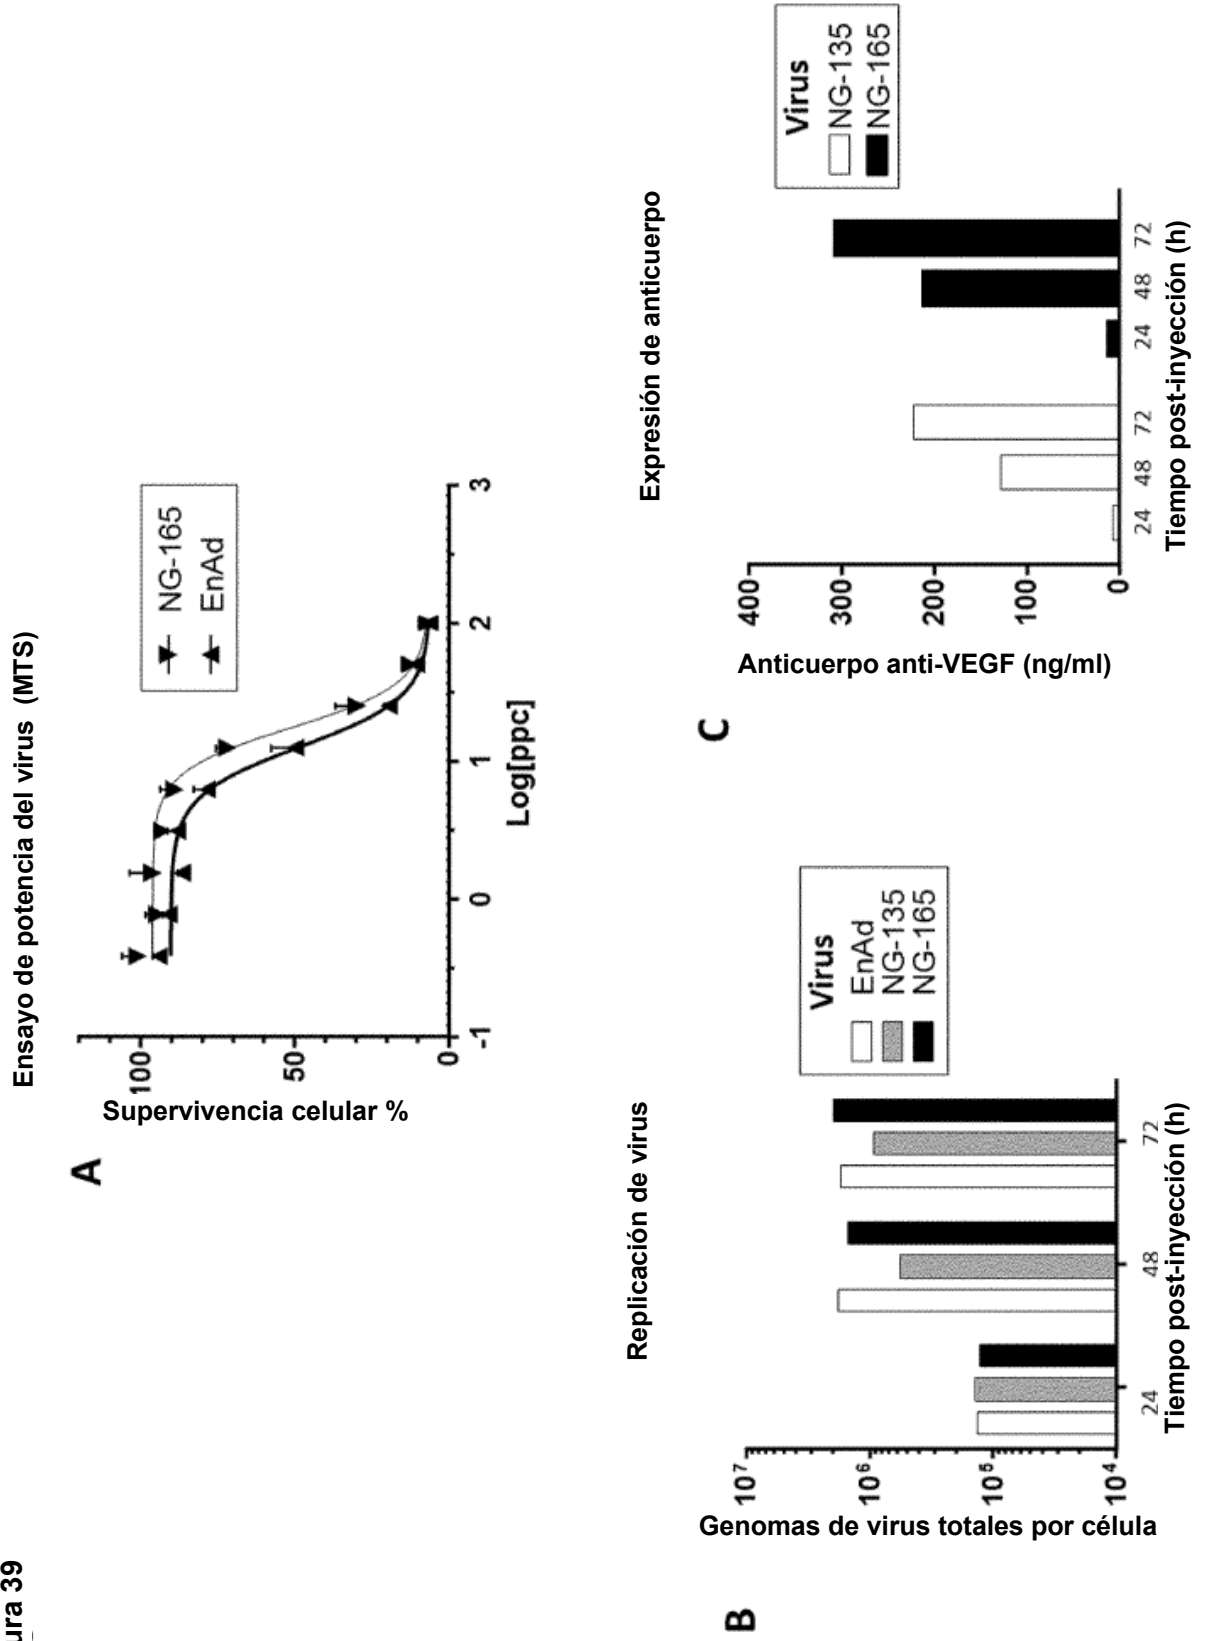 ura 39
A
Ensayo de potencia del virus (MTS)
Supervivencia celular %
100
50
0
-1
0
1
2
3
Log[ppc]
NG-165
EnAd
B
Replicación de virus
Genomas de virus totales por célula
10⁷
10⁶
10⁵
10⁴
24
48
72
Tiempo post-inyección (h)
Virus
EnAd
NG-135
NG-165
C
Expresión de anticuerpo
Anticuerpo anti-VEGF (ng/ml)
400
300
200
100
0
24
48
72
24
48
72
Tiempo post-inyección (h)
Virus
NG-135
NG-165